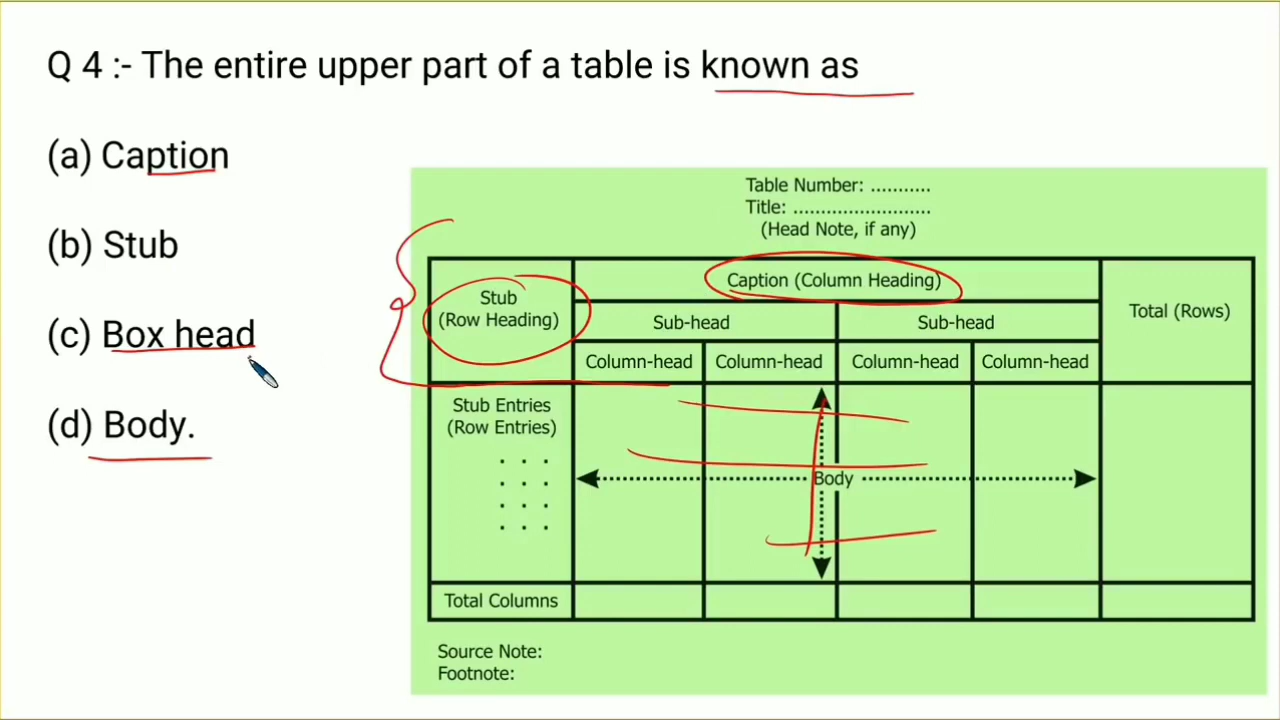 Q 4 :- The entire upper part of a table is known as
(a) Caption
(b) Stub
(c) Box head
(d) Body.
Table Number: ...........
Title: .........................
(Head Note, if any)
Stub
(Row Heading)
Caption (Column Heading)
Total (Rows)
Sub-head
Sub-head
Column-head
Column-head
Column-head
Column-head
Stub Entries
(Row Entries)
Body
Total Columns
Source Note:
Footnote: